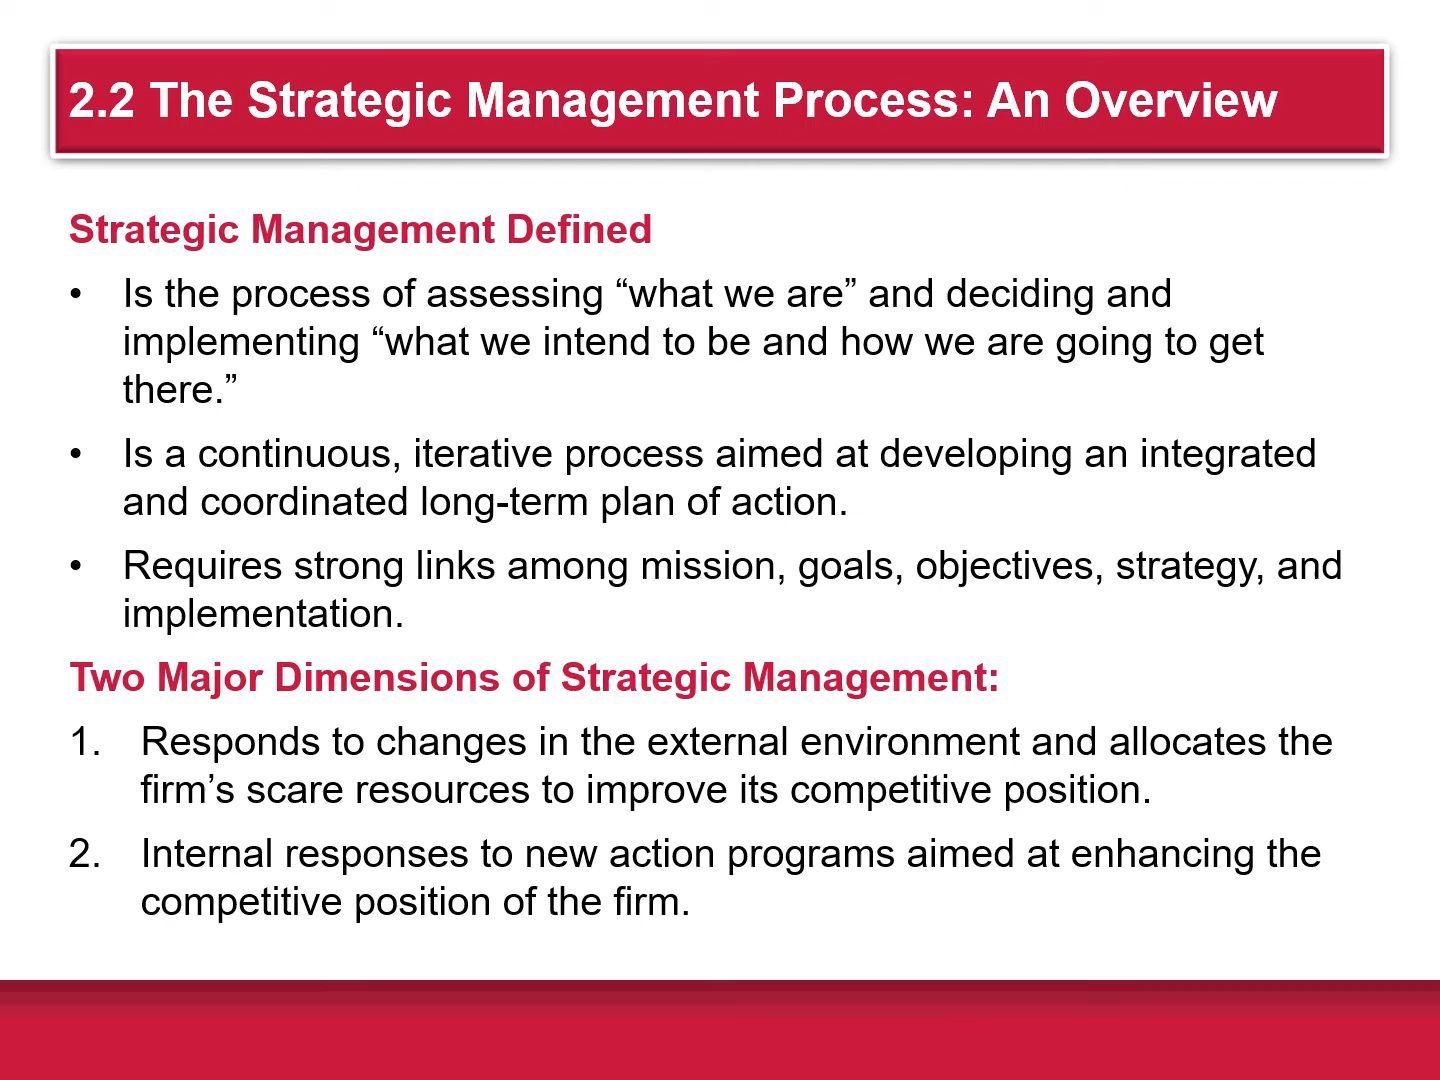 2.2 The Strategic Management Process: An Overview
Strategic Management Defined
• Is the process of assessing “what we are” and deciding and
implementing “what we intend to be and how we are going to get
there.”
• Is a continuous, iterative process aimed at developing an integrated
and coordinated long-term plan of action.
• Requires strong links among mission, goals, objectives, strategy, and
implementation.
Two Major Dimensions of Strategic Management:
1. Responds to changes in the external environment and allocates the
firm’s scare resources to improve its competitive position.
2. Internal responses to new action programs aimed at enhancing the
competitive position of the firm.